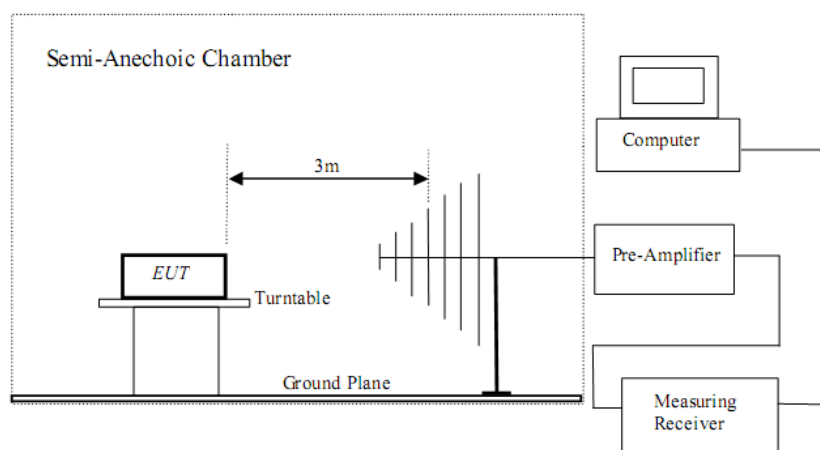 Semi-Anechoic Chamber
Computer
3m
Pre-Amplifier
EUT
Turntable
Ground Plane
Measuring
Receiver